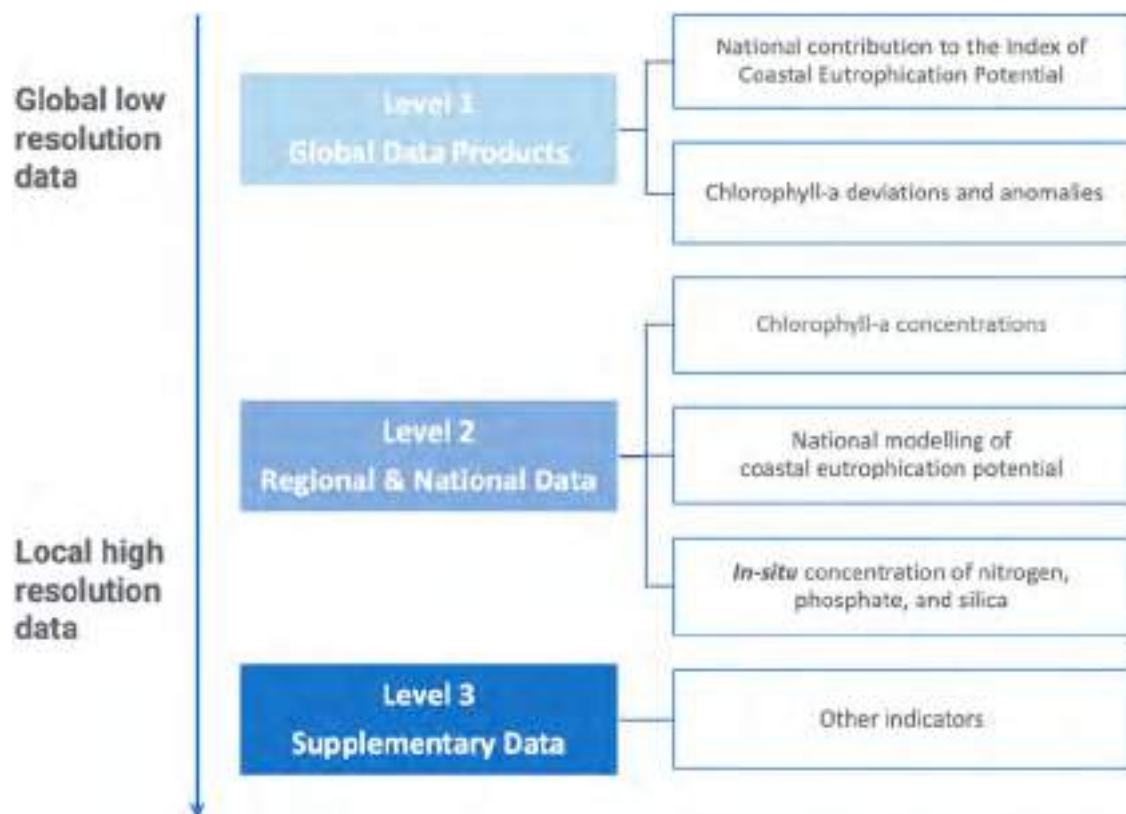 Global low
resolution
data
Level 1
Global Data Products
National contribution to the Index of
Coastal Eutrophication Potential
Chlorophyll-a deviations and anomalies
Level 2
Regional & National Data
Chlorophyll-a concentrations
National modelling of
coastal eutrophication potential
In-situ concentration of nitrogen,
phosphate, and silica
Local high
resolution
data
Level 3
Supplementary Data
Other indicators